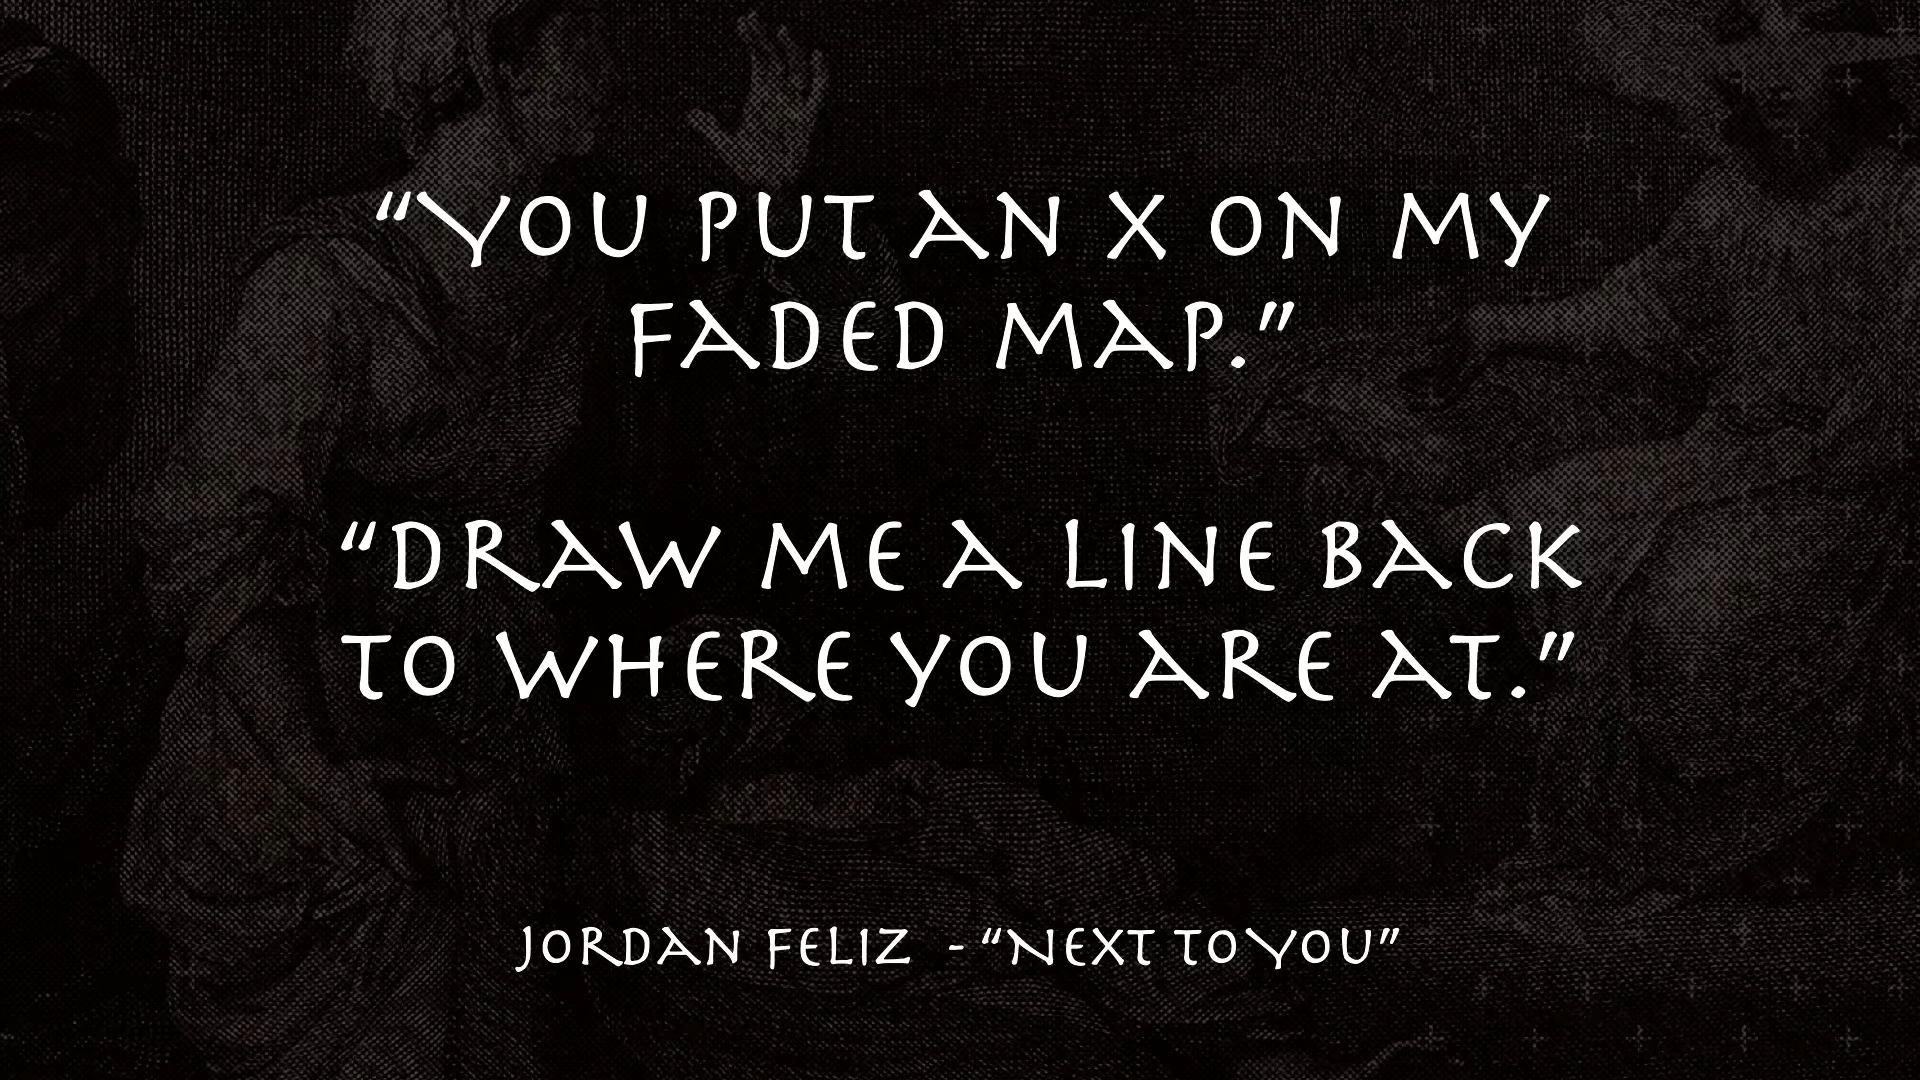 “YOU PUT AN X ON MY
FADED MAP.”
“DRAW ME A LINE BACK
TO WHERE YOU ARE AT.”
JORDAN FELIZ - “NEXT TO YOU”